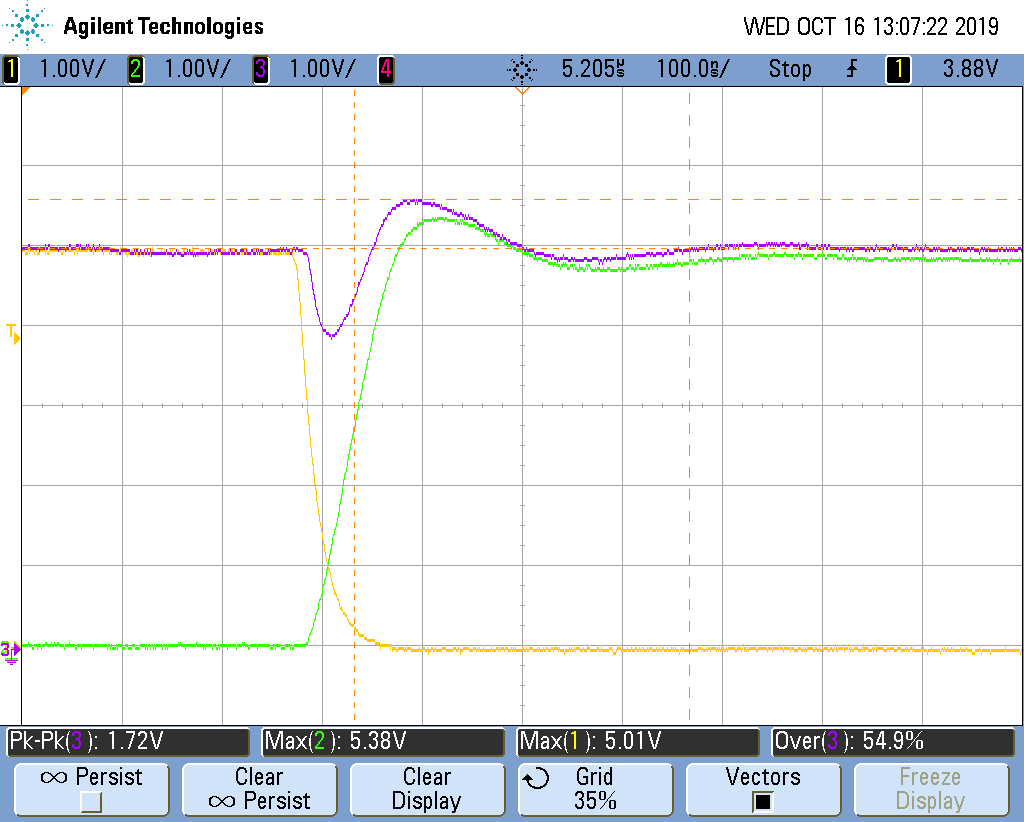 Agilent Technologies
WED OCT 16 13:07:22 2019
1 1.00V/ 2 1.00V/ 3 1.00V/ 4 5.205µs 100.0ns/ Stop 1 3.88V
T
3
Pk-Pk(3): 1.72V Max(2): 5.38V Max(1): 5.01V Over(3): 54.9%
∞ Persist
Clear
∞ Persist
Clear
Display
Grid
35%
Vectors
Freeze
Display